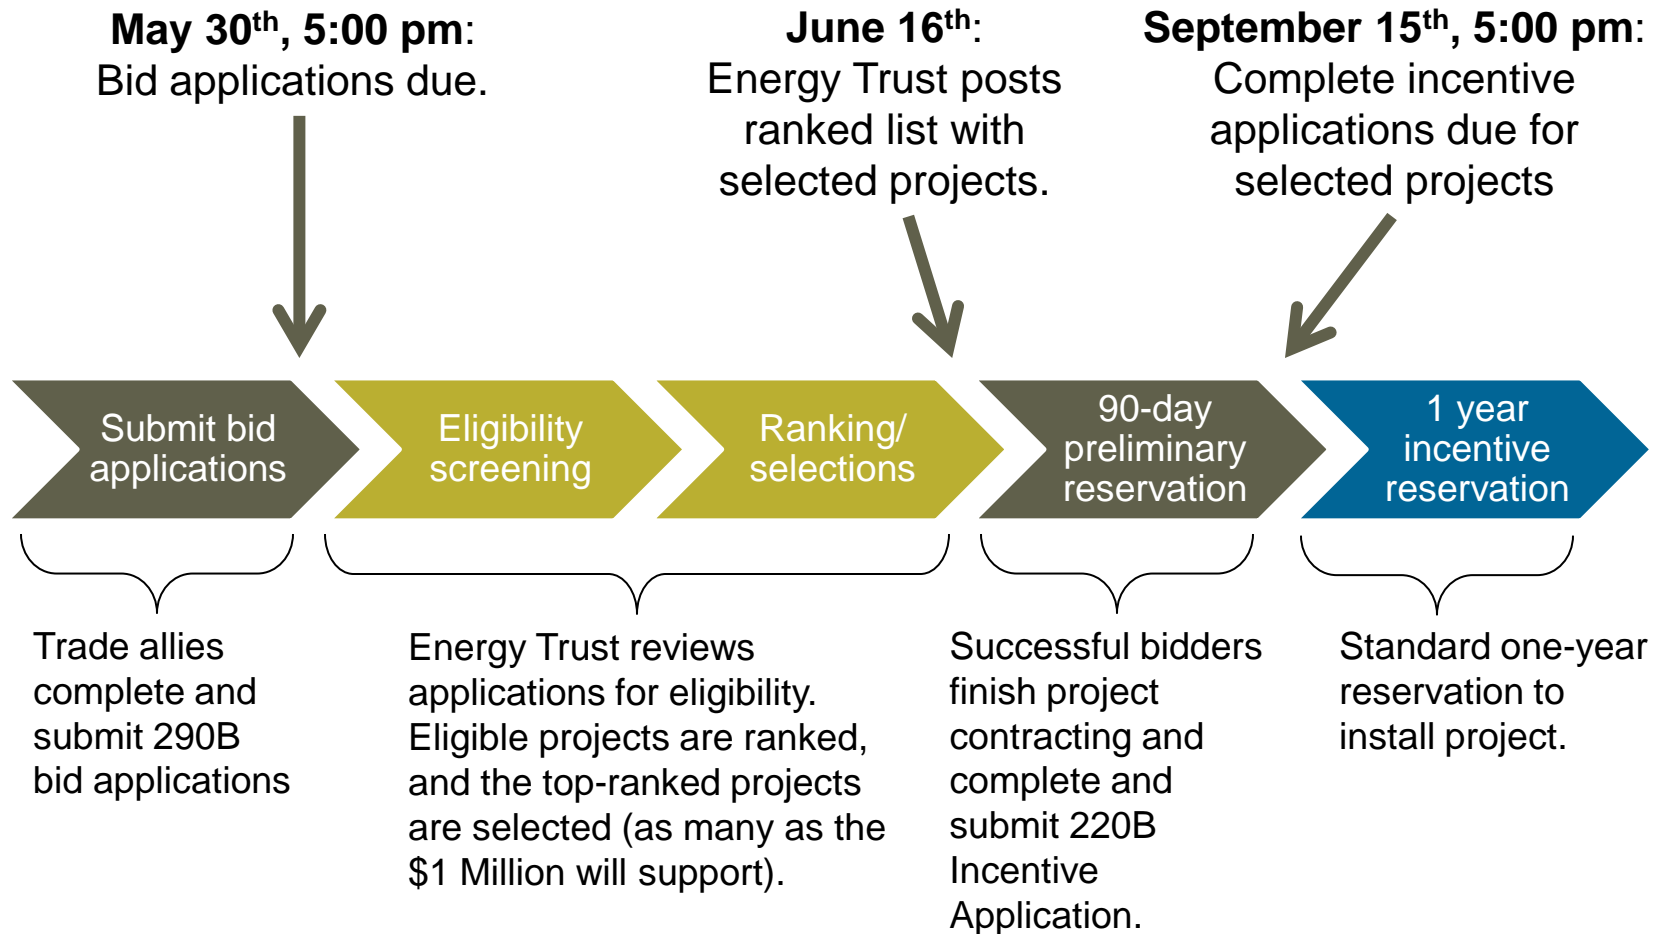 May 30th, 5:00 pm:
Bid applications due.
June 16th:
Energy Trust posts
ranked list with
selected projects.
September 15th, 5:00 pm:
Complete incentive
applications due for
selected projects
Submit bid
applications
Eligibility
screening
Ranking/
selections
90-day
preliminary
reservation
1 year
incentive
reservation
Trade allies
complete and
submit 290B
bid applications
Energy Trust reviews
applications for eligibility.
Eligible projects are ranked,
and the top-ranked projects
are selected (as many as the
$1 Million will support).
Successful bidders
finish project
contracting and
complete and
submit 220B
Incentive
Application.
Standard one-year
reservation to
install project.